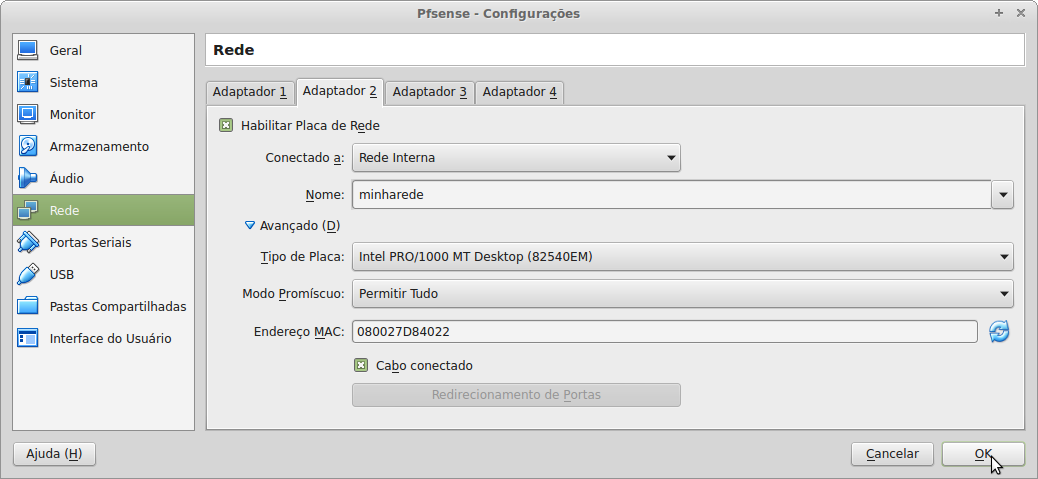 Pfsense - Configurações
Geral
Sistema
Monitor
Armazenamento
Áudio
Rede
Portas Seriais
USB
Pastas Compartilhadas
Interface do Usuário
Rede
Adaptador 1 Adaptador 2 Adaptador 3 Adaptador 4
Habilitar Placa de Rede
Conectado a: Rede Interna
Nome: minharede
Avançado (D)
Tipo de Placa: Intel PRO/1000 MT Desktop (82540EM)
Modo Promíscuo: Permitir Tudo
Endereço MAC: 080027D84022
Cabo conectado
Redirecionamento de Portas
Ajuda (H) Cancelar OK